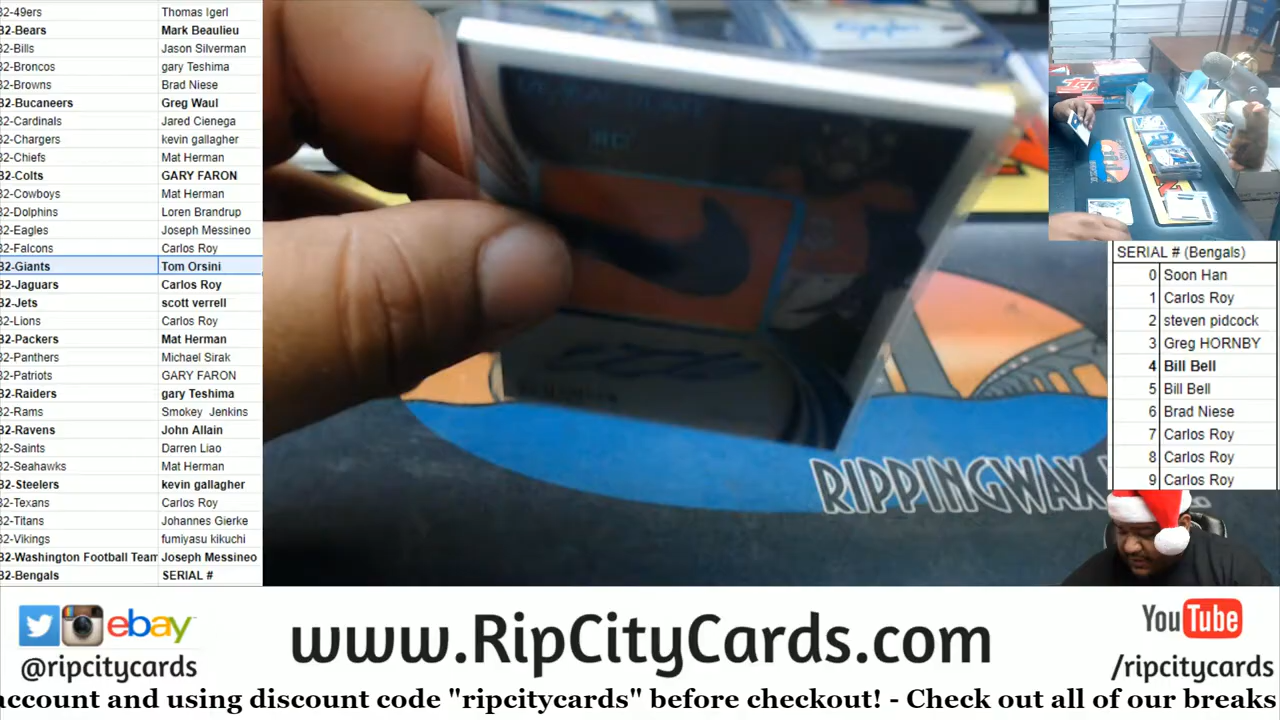 32-49ers Thomas Igerl
32-Bears Mark Beaulieu
32-Bills Jason Silverman
32-Broncos gary Teshima
32-Browns Brad Niese
32-Bucaneers Greg Waul
32-Cardinals Jared Cienega
32-Chargers kevin gallagher
32-Chiefs Mat Herman
32-Colts GARY FARON
32-Cowboys Mat Herman
32-Dolphins Loren Brandrup
32-Eagles Joseph Messineo
32-Falcons Carlos Roy
32-Giants Tom Orsini
32-Jaguars Carlos Roy
32-Jets scott verrell
32-Lions Carlos Roy
32-Packers Mat Herman
32-Panthers Michael Sirak
32-Patriots GARY FARON
32-Raiders gary Teshima
32-Rams Smokey Jenkins
32-Ravens John Allain
32-Saints Darren Liao
32-Seahawks Mat Herman
32-Steelers kevin gallagher
32-Texans Carlos Roy
32-Titans Johannes Gierke
32-Vikings fumiyasu kikuchi
32-Washington Football Team Joseph Messineo
32-Bengals SERIAL #
RIPPINGWAX
SERIAL # (Bengals)
0 Soon Han
1 Carlos Roy
2 steven pidcock
3 Greg HORNBY
4 Bill Bell
5 Bill Bell
6 Brad Niese
7 Carlos Roy
8 Carlos Roy
9 Carlos Roy
ebay
@ripcitycards
www.RipCityCards.com
YouTube
/ripcitycards
account and using discount code "ripcitycards" before checkout! - Check out all of our breaks